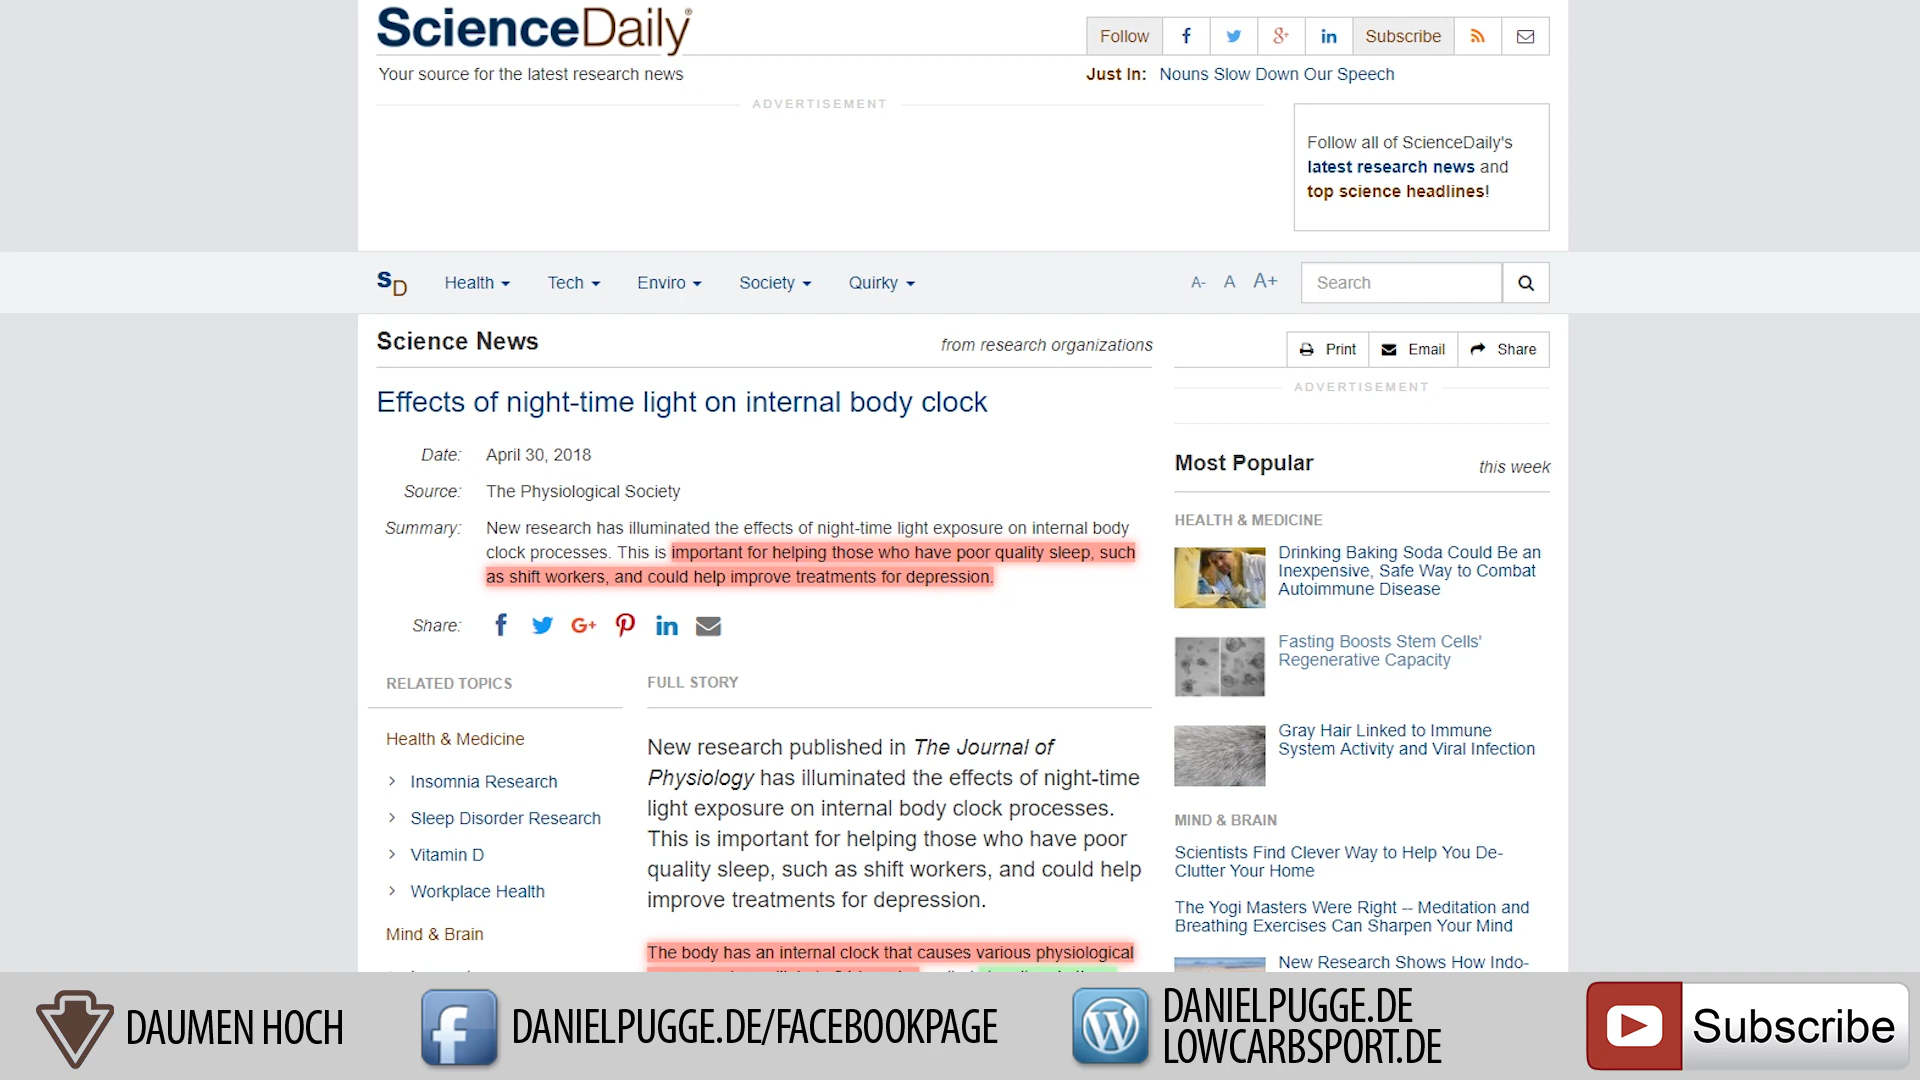 ScienceDaily®
Follow
Subscribe
Your source for the latest research news
Just In: Nouns Slow Down Our Speech
ADVERTISEMENT
Follow all of ScienceDaily's
latest research news and
top science headlines!
SD
Health
Tech
Enviro
Society
Quirky
A- A A+
Search
Science News
from research organizations
Print
Email
Share
ADVERTISEMENT
Effects of night-time light on internal body clock
Date: April 30, 2018
Source: The Physiological Society
Summary: New research has illuminated the effects of night-time light exposure on internal body
clock processes. This is important for helping those who have poor quality sleep, such
as shift workers, and could help improve treatments for depression.
Share:
RELATED TOPICS
Health & Medicine
Insomnia Research
Sleep Disorder Research
Vitamin D
Workplace Health
Mind & Brain
FULL STORY
New research published in The Journal of
Physiology has illuminated the effects of night-time
light exposure on internal body clock processes.
This is important for helping those who have poor
quality sleep, such as shift workers, and could help
improve treatments for depression.
The body has an internal clock that causes various physiological
Most Popular
this week
HEALTH & MEDICINE
Drinking Baking Soda Could Be an
Inexpensive, Safe Way to Combat
Autoimmune Disease
Fasting Boosts Stem Cells'
Regenerative Capacity
Gray Hair Linked to Immune
System Activity and Viral Infection
MIND & BRAIN
Scientists Find Clever Way to Help You De-
Clutter Your Home
The Yogi Masters Were Right -- Meditation and
Breathing Exercises Can Sharpen Your Mind
New Research Shows How Indo-
DAUMEN HOCH
DANIELPUGGE.DE/FACEBOOKPAGE
DANIELPUGGE.DE
LOWCARBSPORT.DE
Subscribe